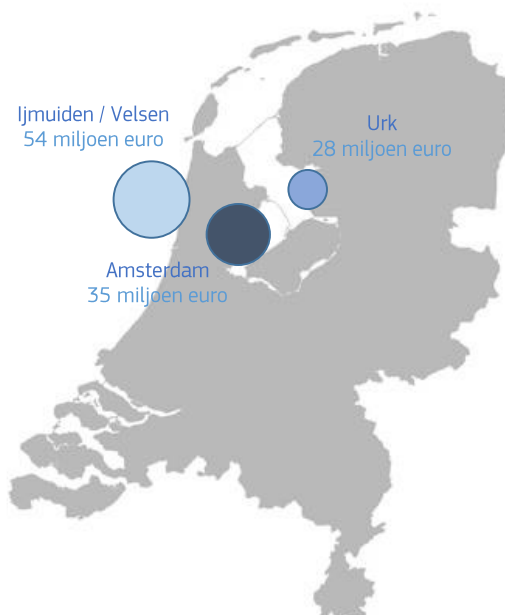 Ijmuiden / Velsen
54 miljoen euro
Urk
28 miljoen euro
Amsterdam
35 miljoen euro